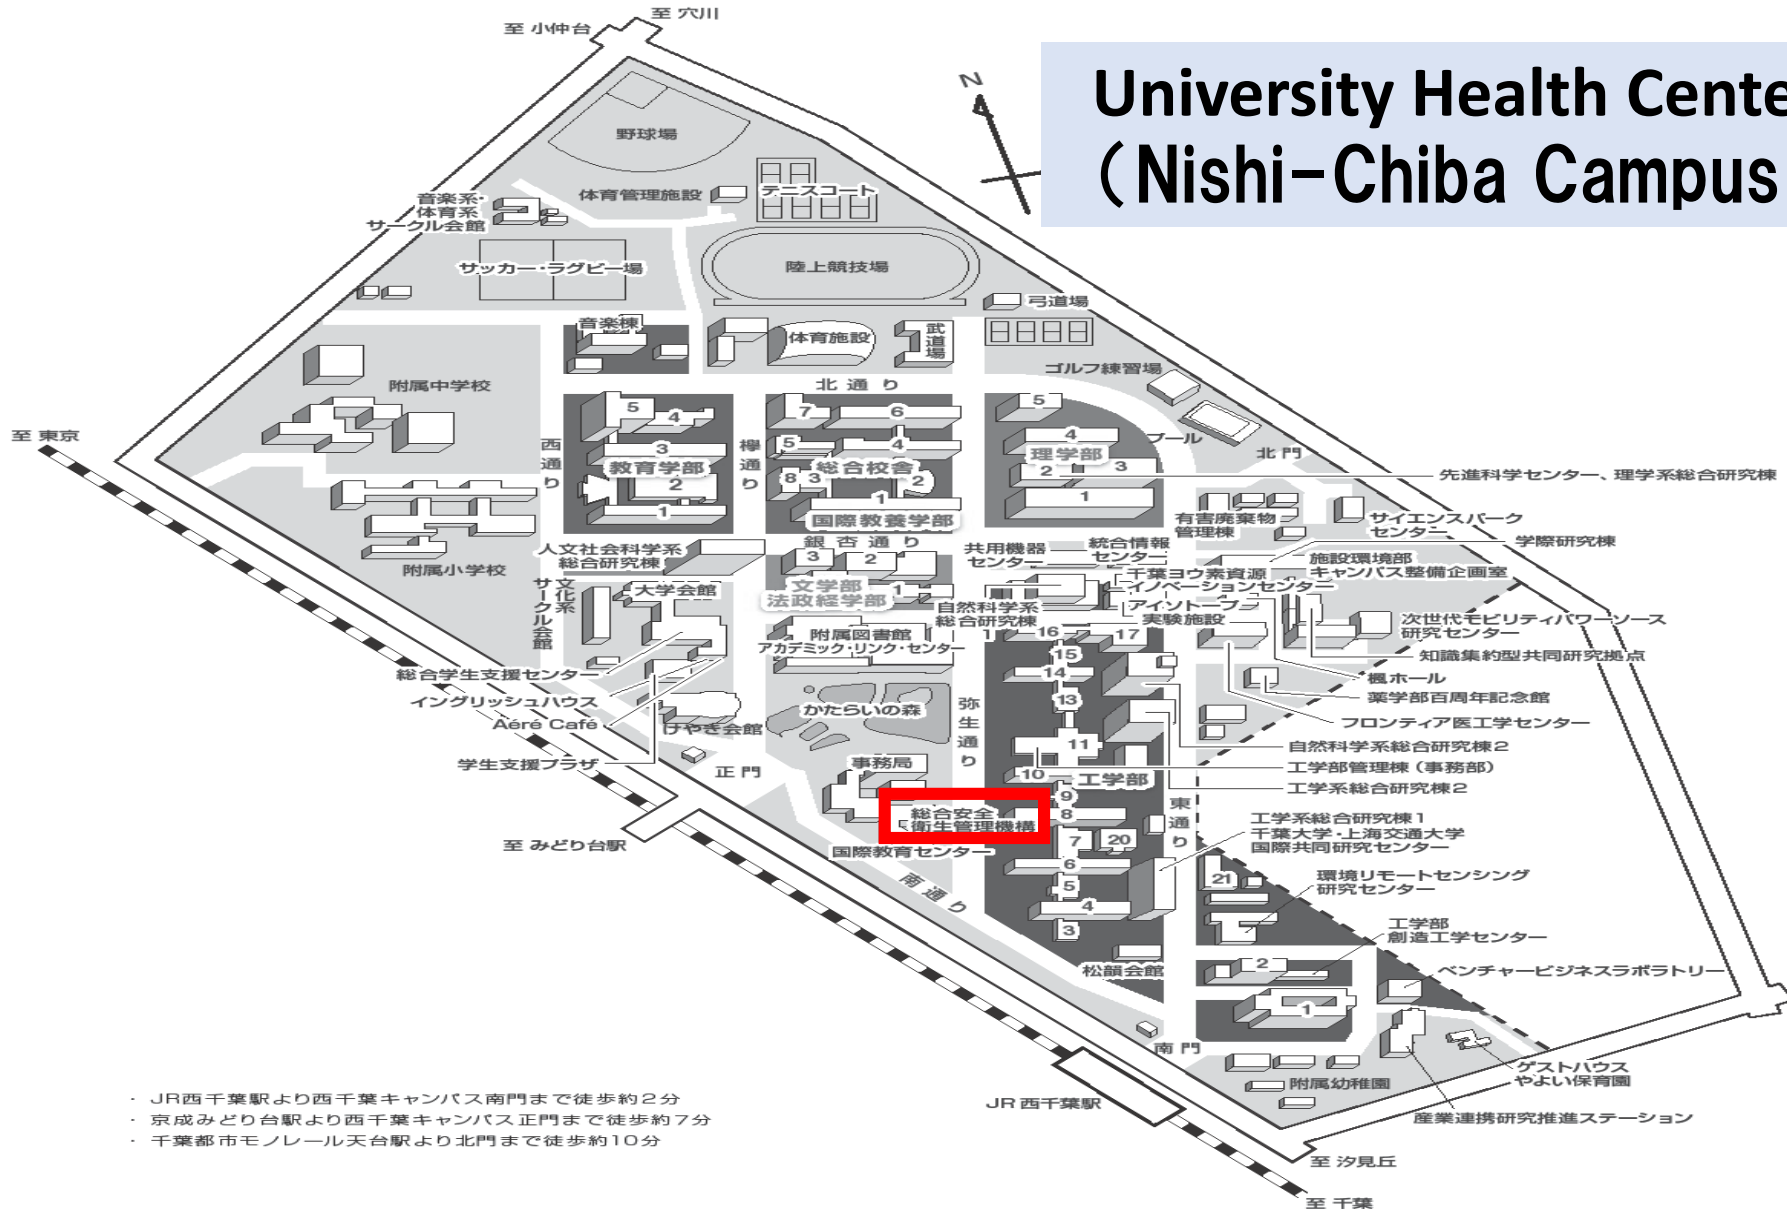 至 穴川
至 小仲台
N
University Health Cente
（Nishi−Chiba Campus
野球場
体育管理施設
テニスコート
音楽系・
体育系
サークル会館
サッカー・ラグビー場
陸上競技場
弓道場
音楽棟
体育施設
武道場
ゴルフ練習場
附属中学校
北通り
5
4
3
教育学部
2
1
7
6
5
4
総合校舎
8
3
2
1
国際教養学部
5
4
理学部
2
3
1
プール
北門
至 東京
西通り
欅通り
先進科学センター、理学系総合研究棟
有害廃棄物
管理棟
サイエンスパーク
センター
学際研究棟
銀杏通り
人文社会科学系
総合研究棟
3
2
1
共用機器
センター
統合情報
センター
施設環境部
キャンパス整備企画室
附属小学校
文化系
サークル会館
大学会館
文学部
法政経学部
千葉ヨウ素資源
イノベーションセンター
自然科学系
総合研究棟
1
アイソトープ
実験施設
次世代モビリティパワーソース
研究センター
附属図書館
アカデミック・リンク・センター
16
17
15
14
13
11
10
9
8
7
20
6
5
4
3
知識集約型共同研究拠点
総合学生支援センター
楓ホール
イングリッシュハウス
薬学部百周年記念館
Aéré Café
かたらいの森
弥生通り
フロンティア医工学センター
けやき会館
自然科学系総合研究棟2
学生支援プラザ
正門
事務局
工学部
工学部管理棟（事務部）
工学系総合研究棟2
総合安全
衛生管理機構
東通り
工学系総合研究棟1
千葉大学・上海交通大学
国際共同研究センター
至 みどり台駅
国際教育センター
南通り
21
環境リモートセンシング
研究センター
工学部
創造工学センター
松韻会館
2
ベンチャービジネスラボラトリー
1
南門
ゲストハウス
やよい保育園
附属幼稚園
JR 西千葉駅
産業連携研究推進ステーション
・ JR西千葉駅より西千葉キャンパス南門まで徒歩約2分
・ 京成みどり台駅より西千葉キャンパス正門まで徒歩約7分
・ 千葉都市モノレール天台駅より北門まで徒歩約10分
至 汐見丘
至 千葉